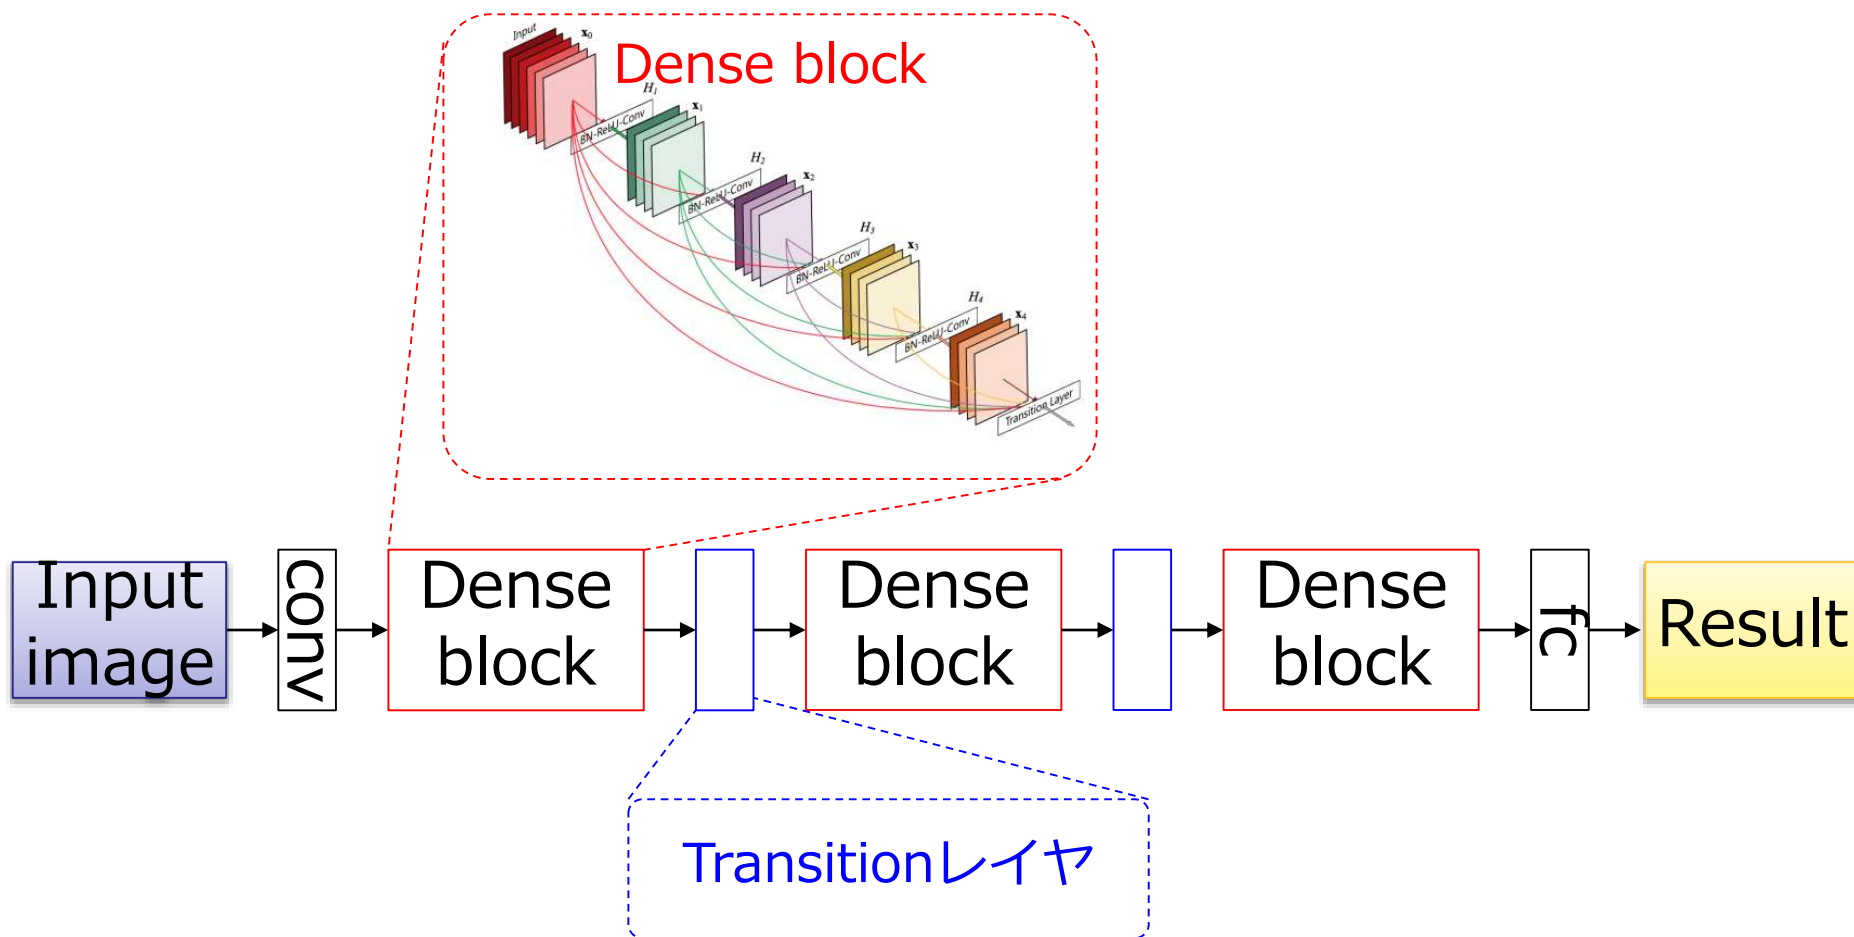 Input
x0
Dense block
H1
BN-ReLU-Conv
x1
H2
BN-ReLU-Conv
x2
H3
BN-ReLU-Conv
x3
H4
BN-ReLU-Conv
x4
Transition Layer
Input
image
conv
Dense
block
Dense
block
Dense
block
fc
Result
Transitionレイヤ